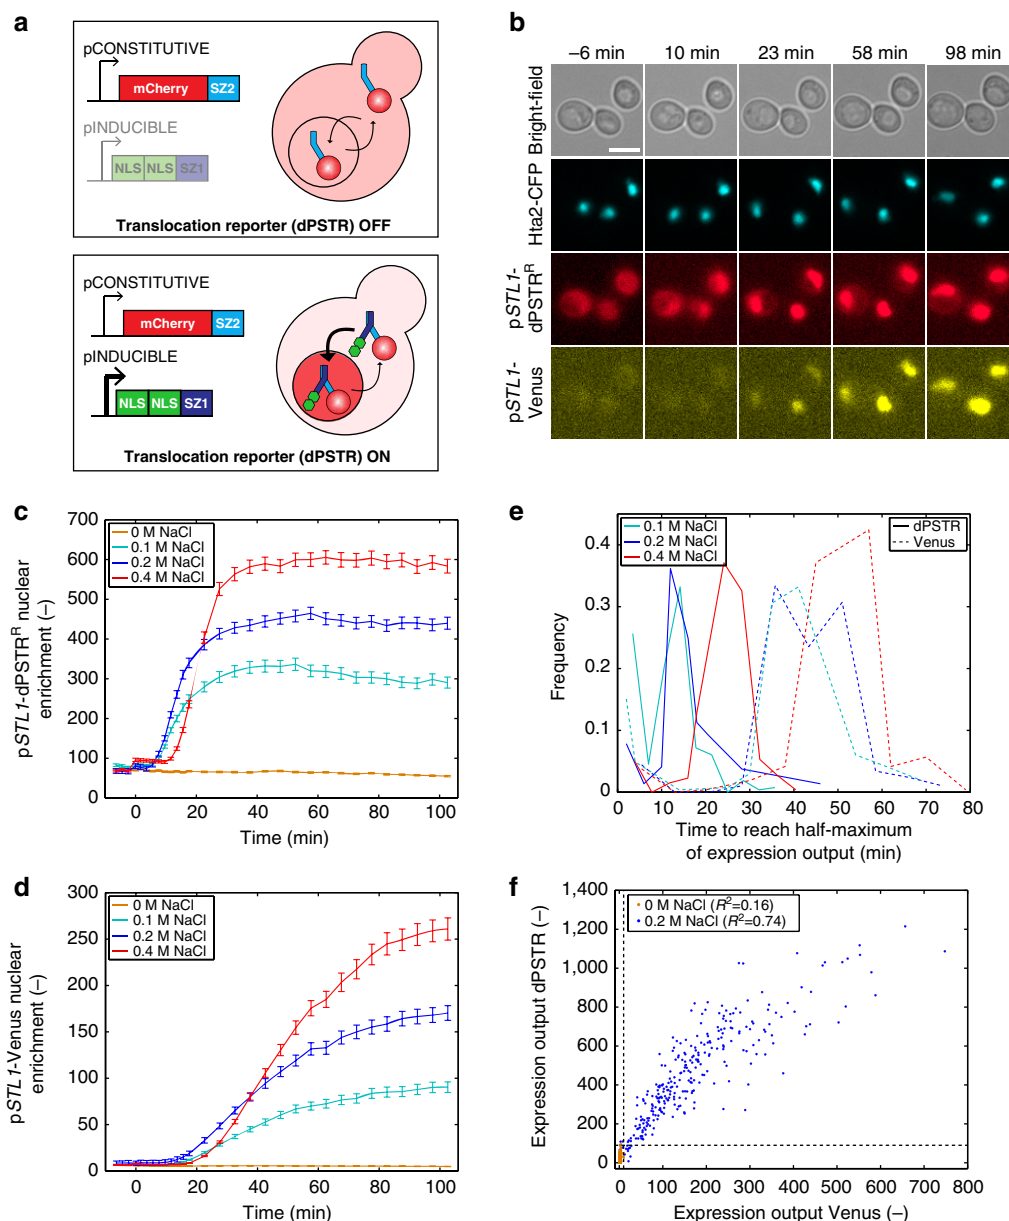 a
pCONSTITUTIVE
mCherry SZ2
pINDUCIBLE
NLS NLS SZ1
Translocation reporter (dPSTR) OFF
pCONSTITUTIVE
mCherry SZ2
pINDUCIBLE
NLS NLS SZ1
Translocation reporter (dPSTR) ON
b
–6 min 10 min 23 min 58 min 98 min
Bright-field
Hta2-CFP
pSTL1-
dPSTRᴿ
pSTL1-
Venus
c
700
600
500
400
300
200
100
0
0 M NaCl
0.1 M NaCl
0.2 M NaCl
0.4 M NaCl
pSTL1-dPSTRᴿ nuclear
enrichment (–)
0 20 40 60 80 100
Time (min)
d
300
250
200
150
100
50
0
0 M NaCl
0.1 M NaCl
0.2 M NaCl
0.4 M NaCl
pSTL1-Venus nuclear
enrichment (–)
0 20 40 60 80 100
Time (min)
e
0.1 M NaCl
0.2 M NaCl
0.4 M NaCl
dPSTR
Venus
0.4
0.3
0.2
0.1
0
Frequency
0 10 20 30 40 50 60 70 80
Time to reach half-maximum
of expression output (min)
f
1,400
1,200
1,000
800
600
400
200
0
0 M NaCl (R²=0.16)
0.2 M NaCl (R²=0.74)
Expression output dPSTR (–)
0 100 200 300 400 500 600 700 800
Expression output Venus (–)